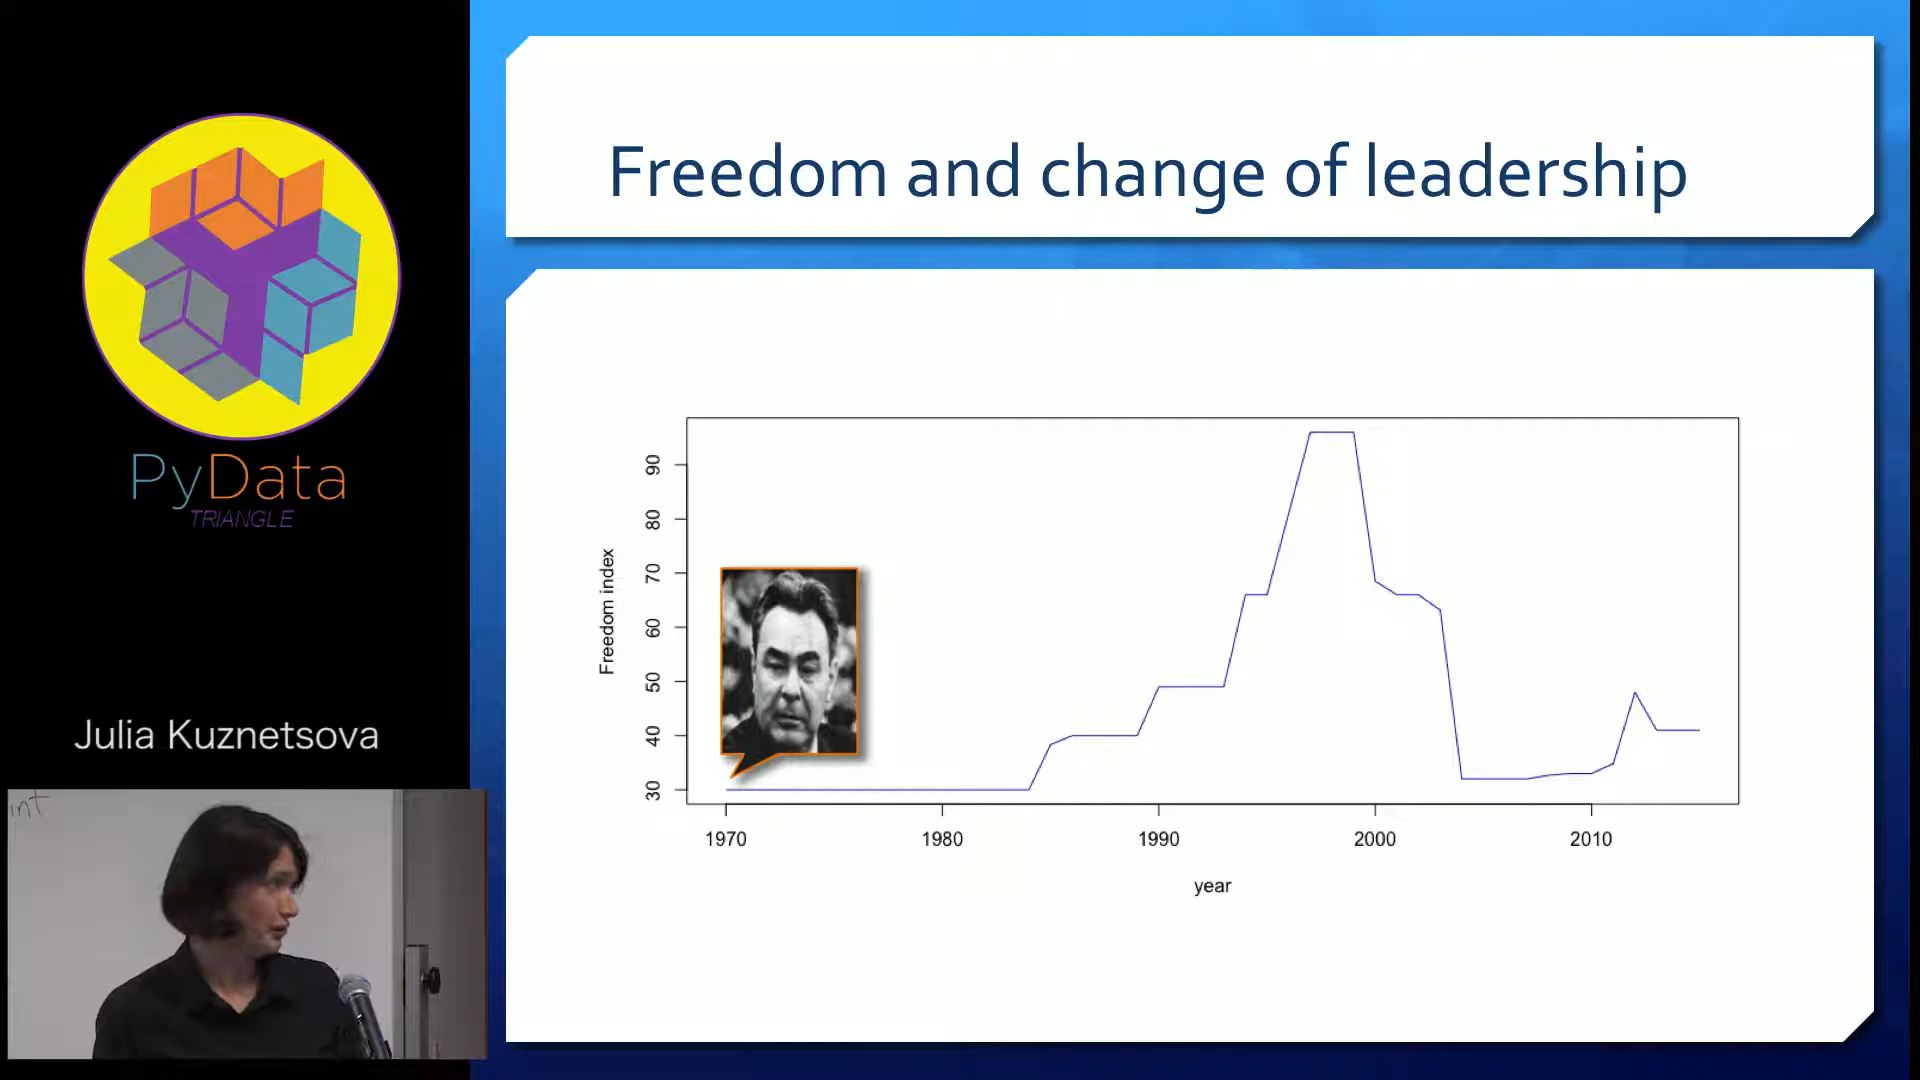 PyData
TRIANGLE
Julia Kuznetsova
int
Freedom and change of leadership
Freedom index
90
80
70
60
50
40
30
1970 1980 1990 2000 2010
year